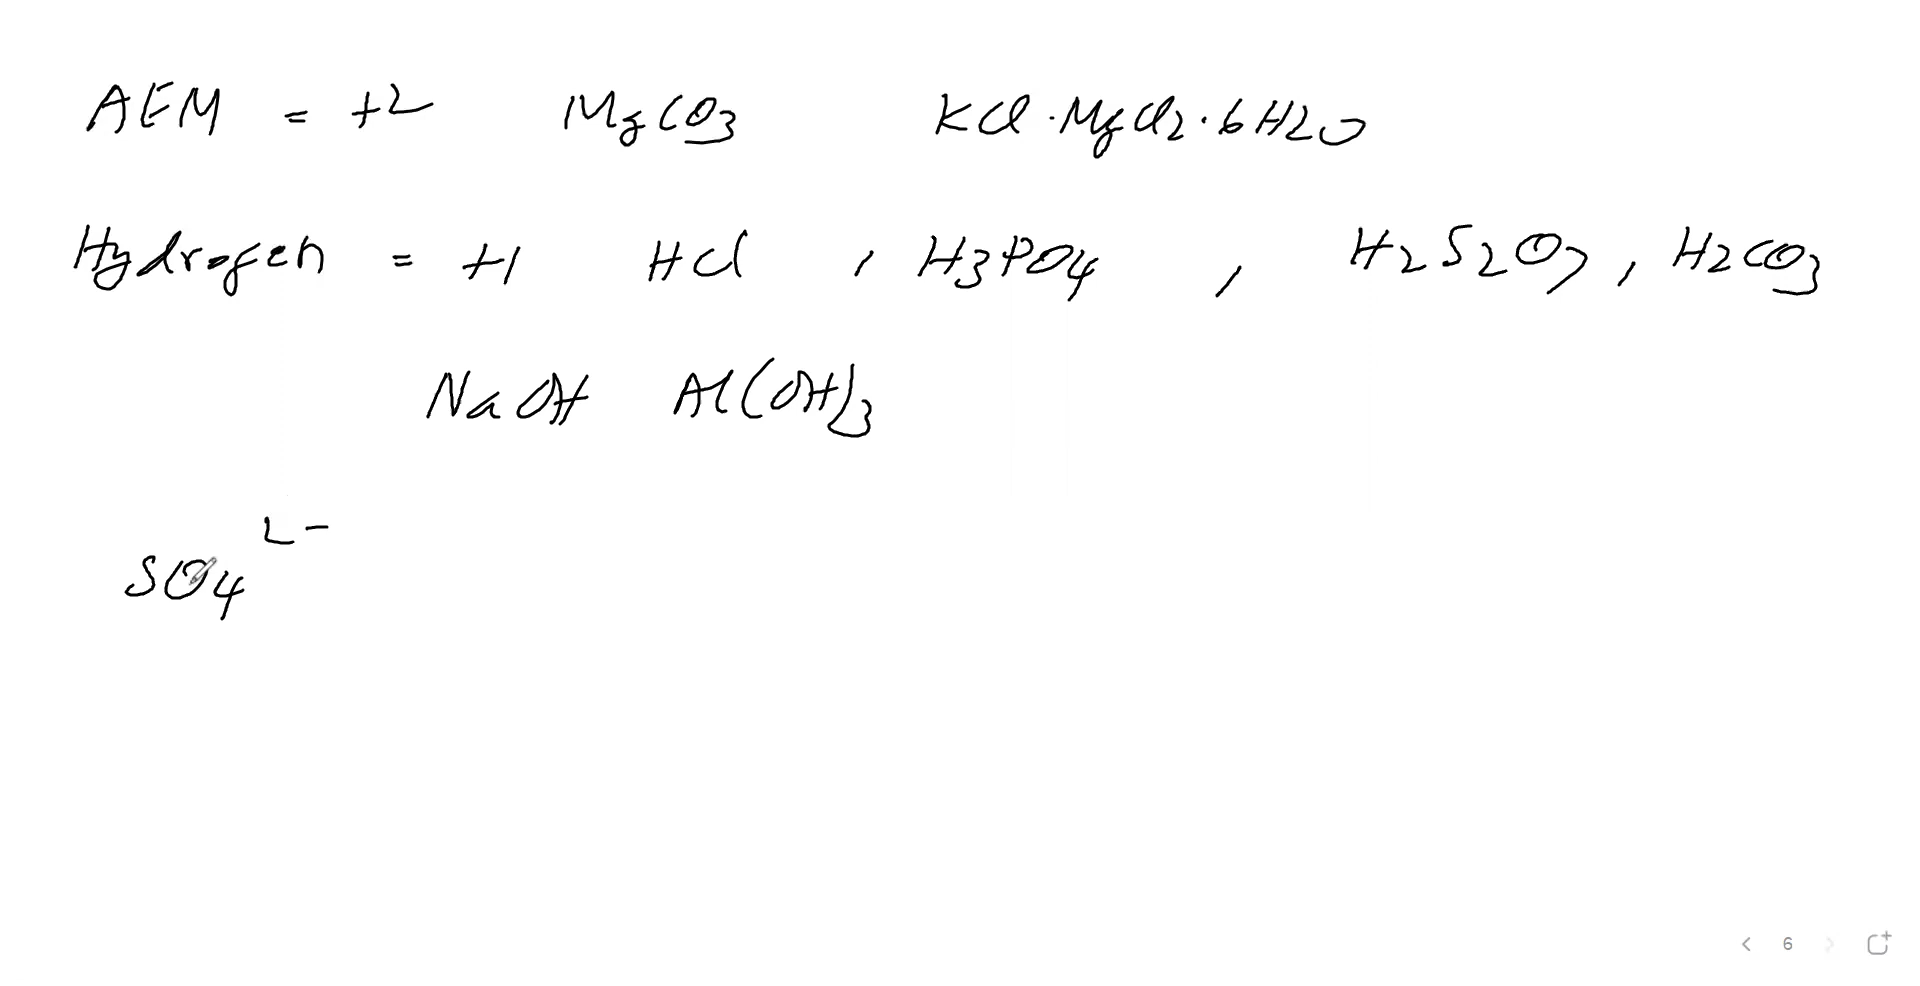 AEM = +2 MgCO3 KCl·MgCl2·6H2O
Hydrogen = +1 HCl , H3PO4 , H2S2O7 , H2CO3
NaOH Al(OH)3
SO4 2-
6